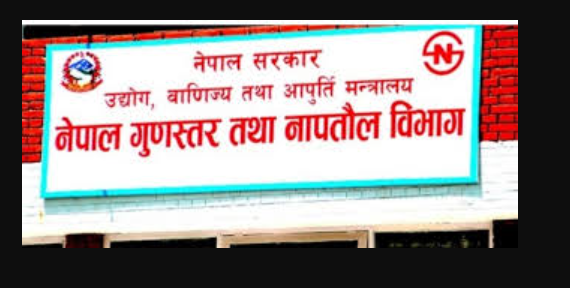 नेपाल सरकार
उद्योग, वाणिज्य तथा आपुर्ति मन्त्रालय
नेपाल गुणस्तर तथा नापतौल विभाग